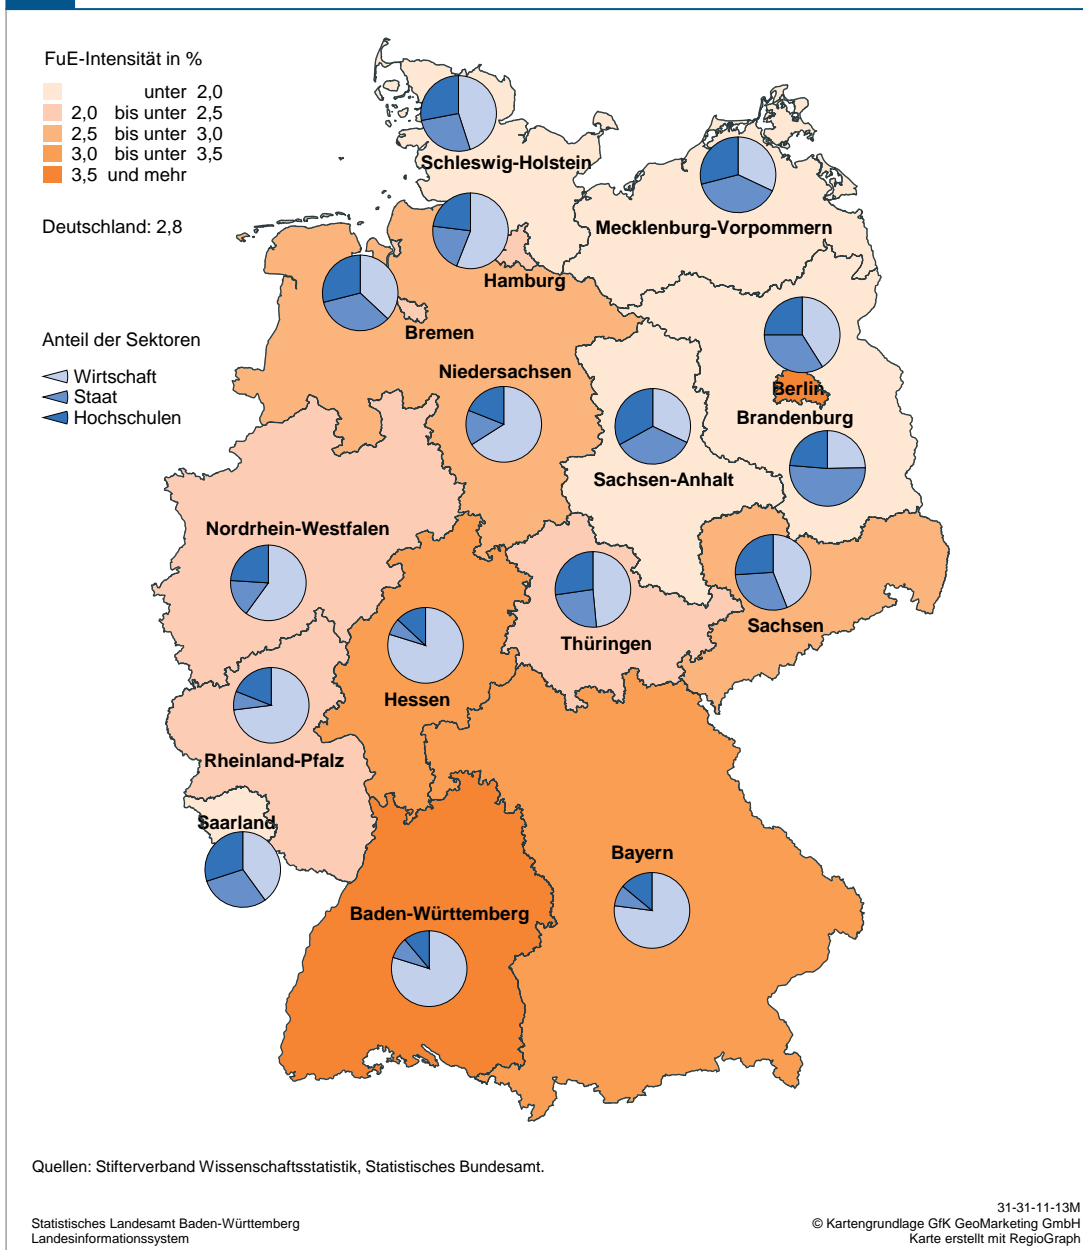 FuE-Intensität in %
unter 2,0
2,0 bis unter 2,5
2,5 bis unter 3,0
3,0 bis unter 3,5
3,5 und mehr
Deutschland: 2,8
Anteil der Sektoren
Wirtschaft
Staat
Hochschulen
Schleswig-Holstein
Mecklenburg-Vorpommern
Hamburg
Bremen
Niedersachsen
Berlin
Brandenburg
Sachsen-Anhalt
Nordrhein-Westfalen
Sachsen
Thüringen
Hessen
Rheinland-Pfalz
Saarland
Bayern
Baden-Württemberg
Quellen: Stifterverband Wissenschaftsstatistik, Statistisches Bundesamt.
Statistisches Landesamt Baden-Württemberg
Landesinformationssystem
31-31-11-13M
© Kartengrundlage GfK GeoMarketing GmbH
Karte erstellt mit RegioGraph